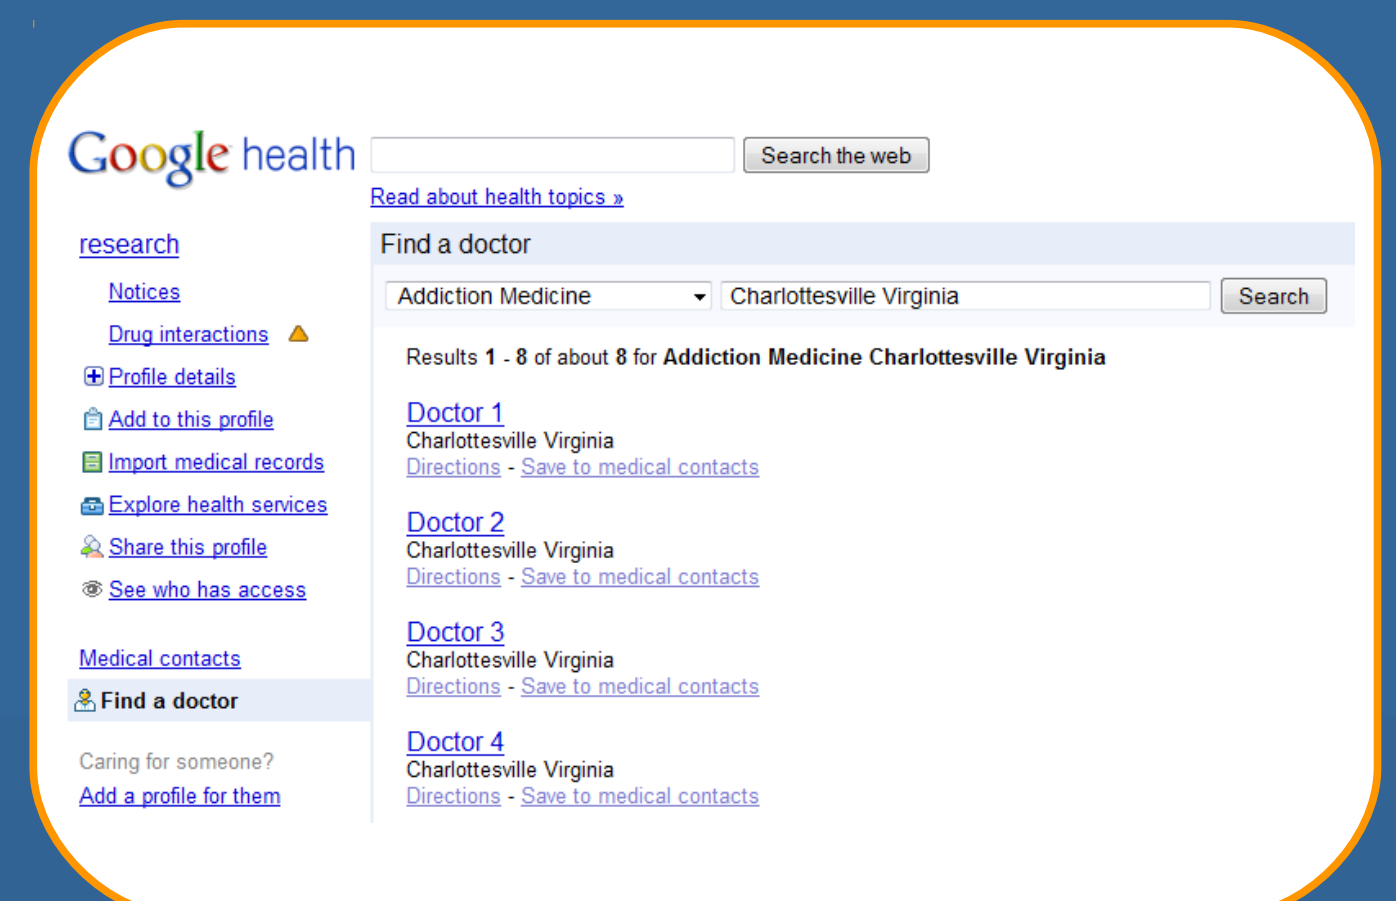 Google health
Search the web
Read about health topics »
research
Notices
Drug interactions
Profile details
Add to this profile
Import medical records
Explore health services
Share this profile
See who has access
Medical contacts
Find a doctor
Caring for someone?
Add a profile for them
Find a doctor
Addiction Medicine Charlottesville Virginia Search
Results 1 - 8 of about 8 for Addiction Medicine Charlottesville Virginia
Doctor 1
Charlottesville Virginia
Directions - Save to medical contacts
Doctor 2
Charlottesville Virginia
Directions - Save to medical contacts
Doctor 3
Charlottesville Virginia
Directions - Save to medical contacts
Doctor 4
Charlottesville Virginia
Directions - Save to medical contacts